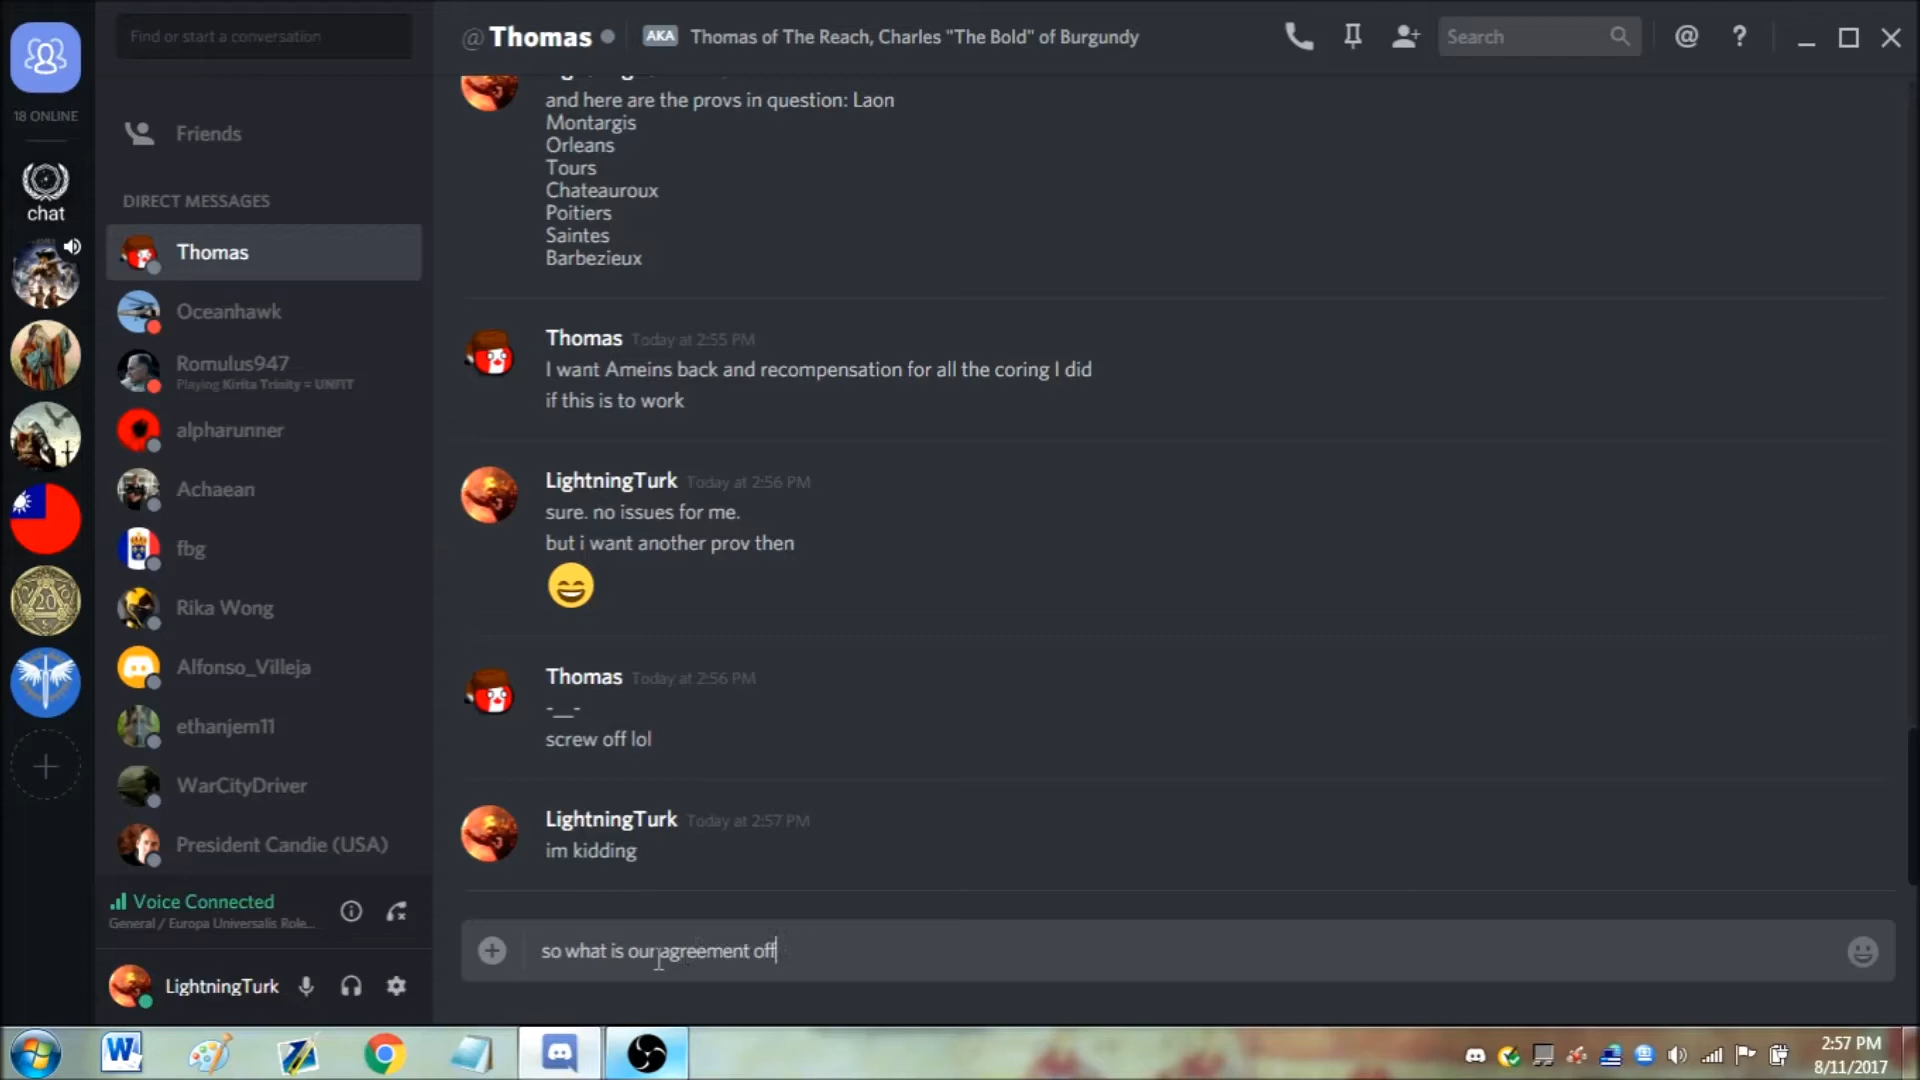 Find or start a conversation
@Thomas
AKA Thomas of The Reach, Charles "The Bold" of Burgundy
Search
@
?
18 ONLINE
chat
Friends
DIRECT MESSAGES
Thomas
Oceanhawk
Romulus947
Playing Kirita Trinity = UNFIT
alpharunner
Achaean
fbg
Rika Wong
Alfonso_Villeja
ethanjem11
WarCityDriver
President Candie (USA)
Voice Connected
General / Europa Universalis Role...
LightningTurk
and here are the provs in question: Laon
Montargis
Orleans
Tours
Chateauroux
Poitiers
Saintes
Barbezieux
Thomas Today at 2:55 PM
I want Ameins back and recompensation for all the coring I did
if this is to work
LightningTurk Today at 2:56 PM
sure. no issues for me.
but i want another prov then
Thomas Today at 2:56 PM
-__-
screw off lol
LightningTurk Today at 2:57 PM
im kidding
so what is our agreement off
2:57 PM
8/11/2017